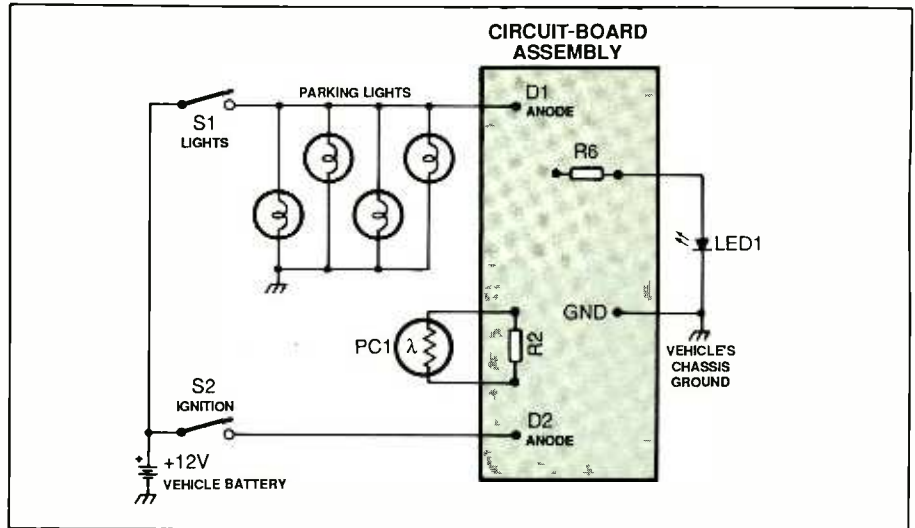 CIRCUIT-BOARD
ASSEMBLY
PARKING LIGHTS
D1
ANODE
S1
LIGHTS
R6
LED1
GND
PC1
λ
R2
VEHICLE'S
CHASSIS
GROUND
S2
IGNITION
D2
ANODE
+
+12V
VEHICLE BATTERY